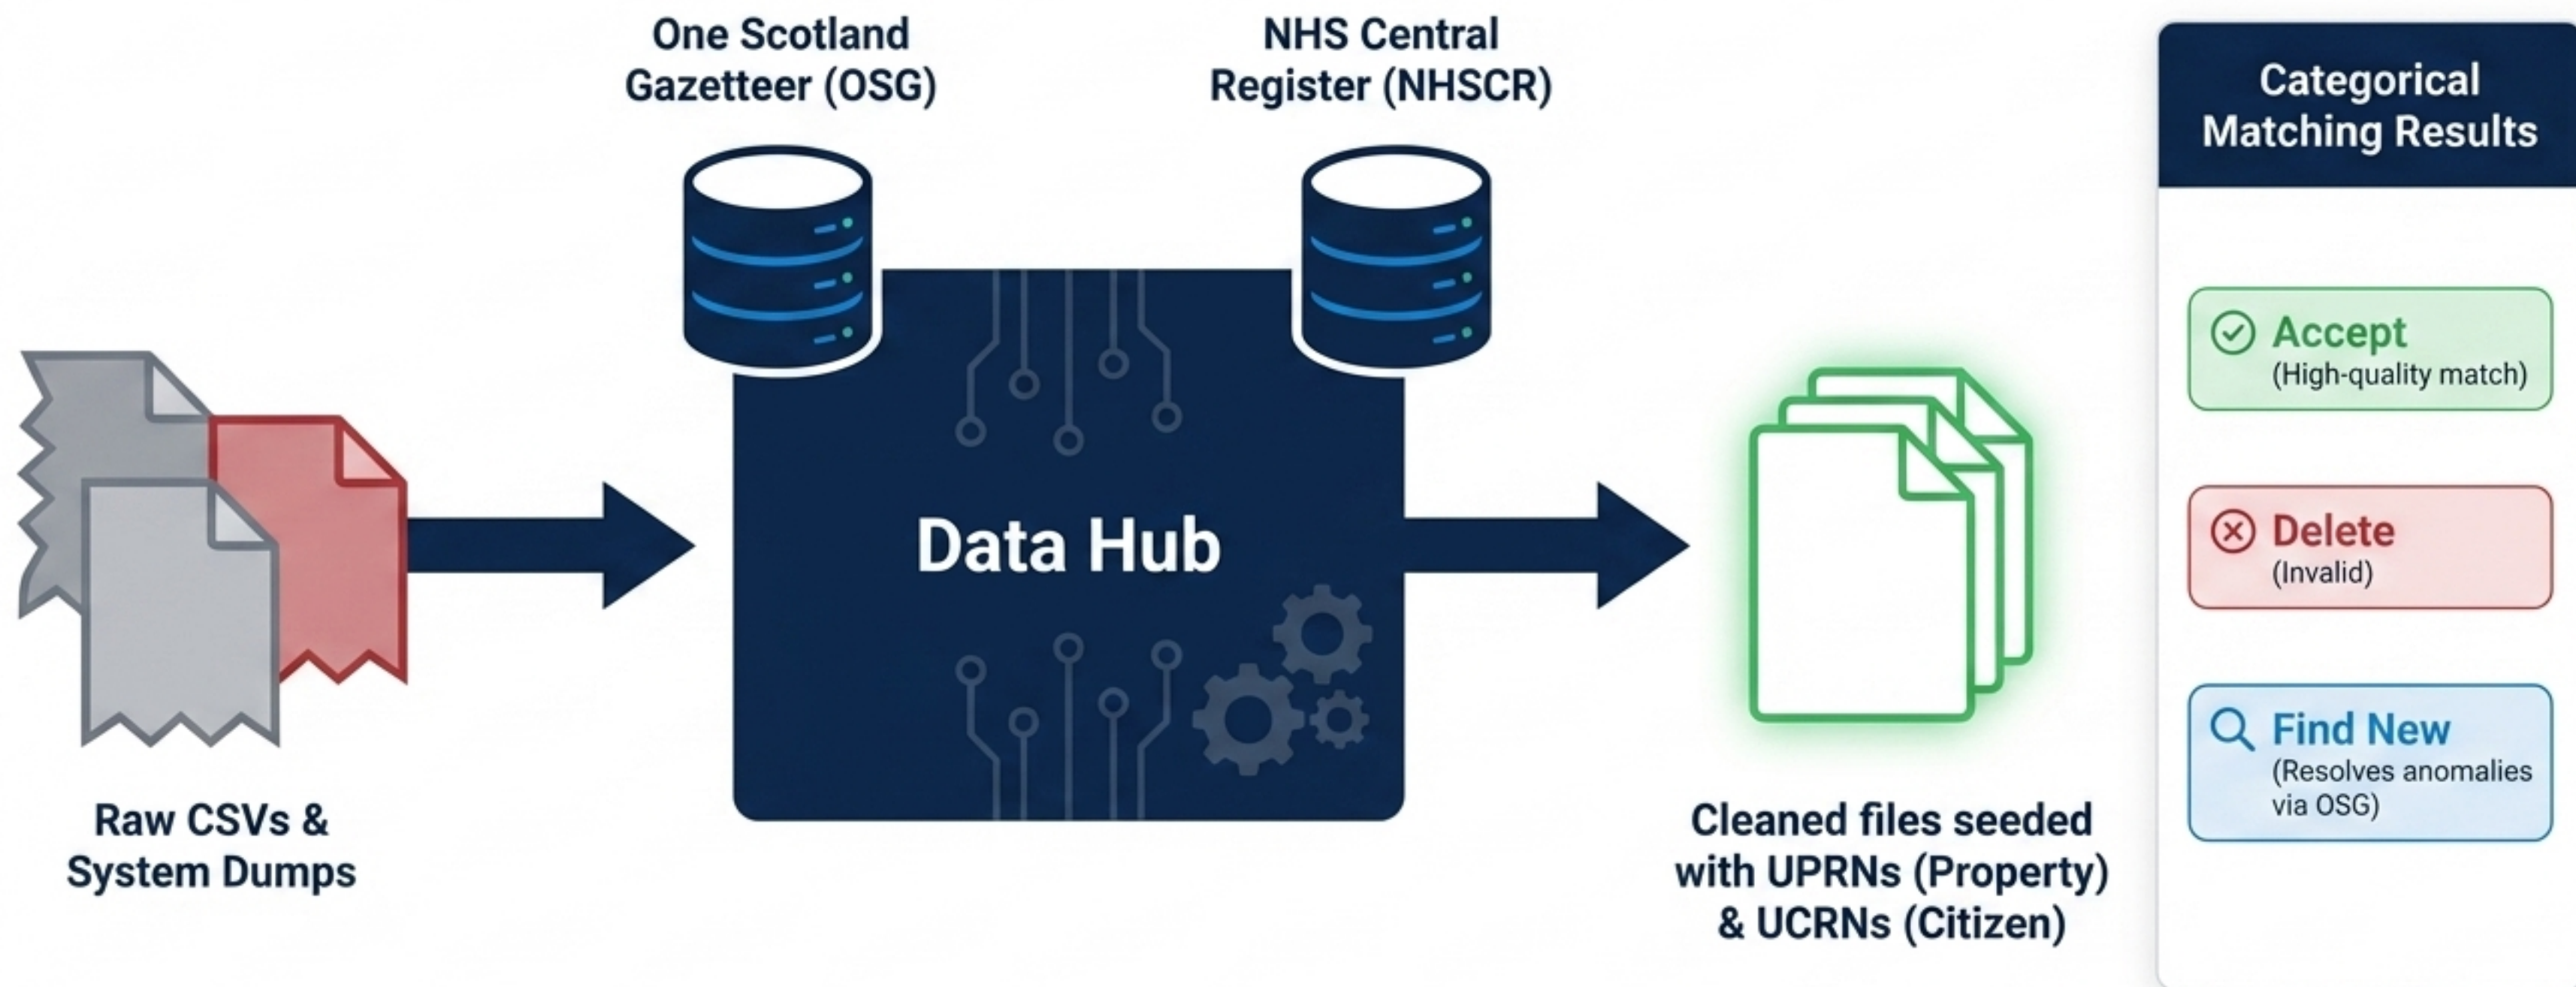 One Scotland
Gazetteer (OSG)
NHS Central
Register (NHSCR)
Raw CSVs &
System Dumps
Data Hub
Cleaned files seeded
with UPRNs (Property)
& UCRNs (Citizen)
Categorical
Matching Results
Accept
(High-quality match)
Delete
(Invalid)
Find New
(Resolves anomalies
via OSG)